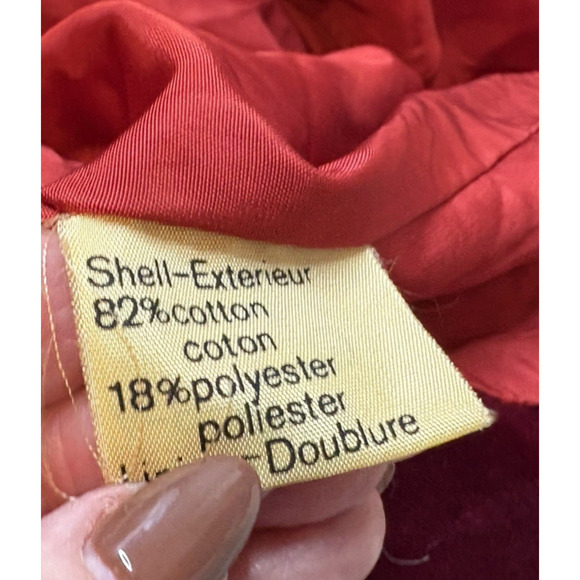 Shell-Exterieur
82%cotton
coton
18%polyester
poliester
-Doublure